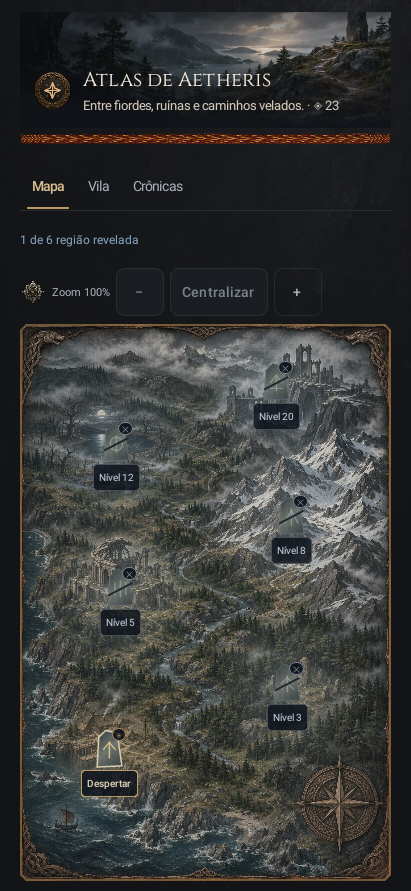 Atlas de Aetheris
Entre fiordes, ruínas e caminhos velados. · ◈ 23
Mapa Vila Crônicas
1 de 6 região revelada
Zoom 100% − Centralizar +
Nível 20
Nível 12
Nível 8
Nível 5
Nível 3
Despertar